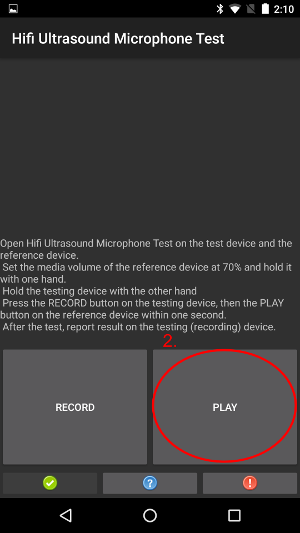 2:10
Hifi Ultrasound Microphone Test
Open Hifi Ultrasound Microphone Test on the test device and the
reference device.
Set the media volume of the reference device at 70% and hold it
with one hand.
Hold the testing device with the other hand
Press the RECORD button on the testing device, then the PLAY
button on the reference device within one second.
After the test, report result on the testing (recording) device.
2.
RECORD
PLAY